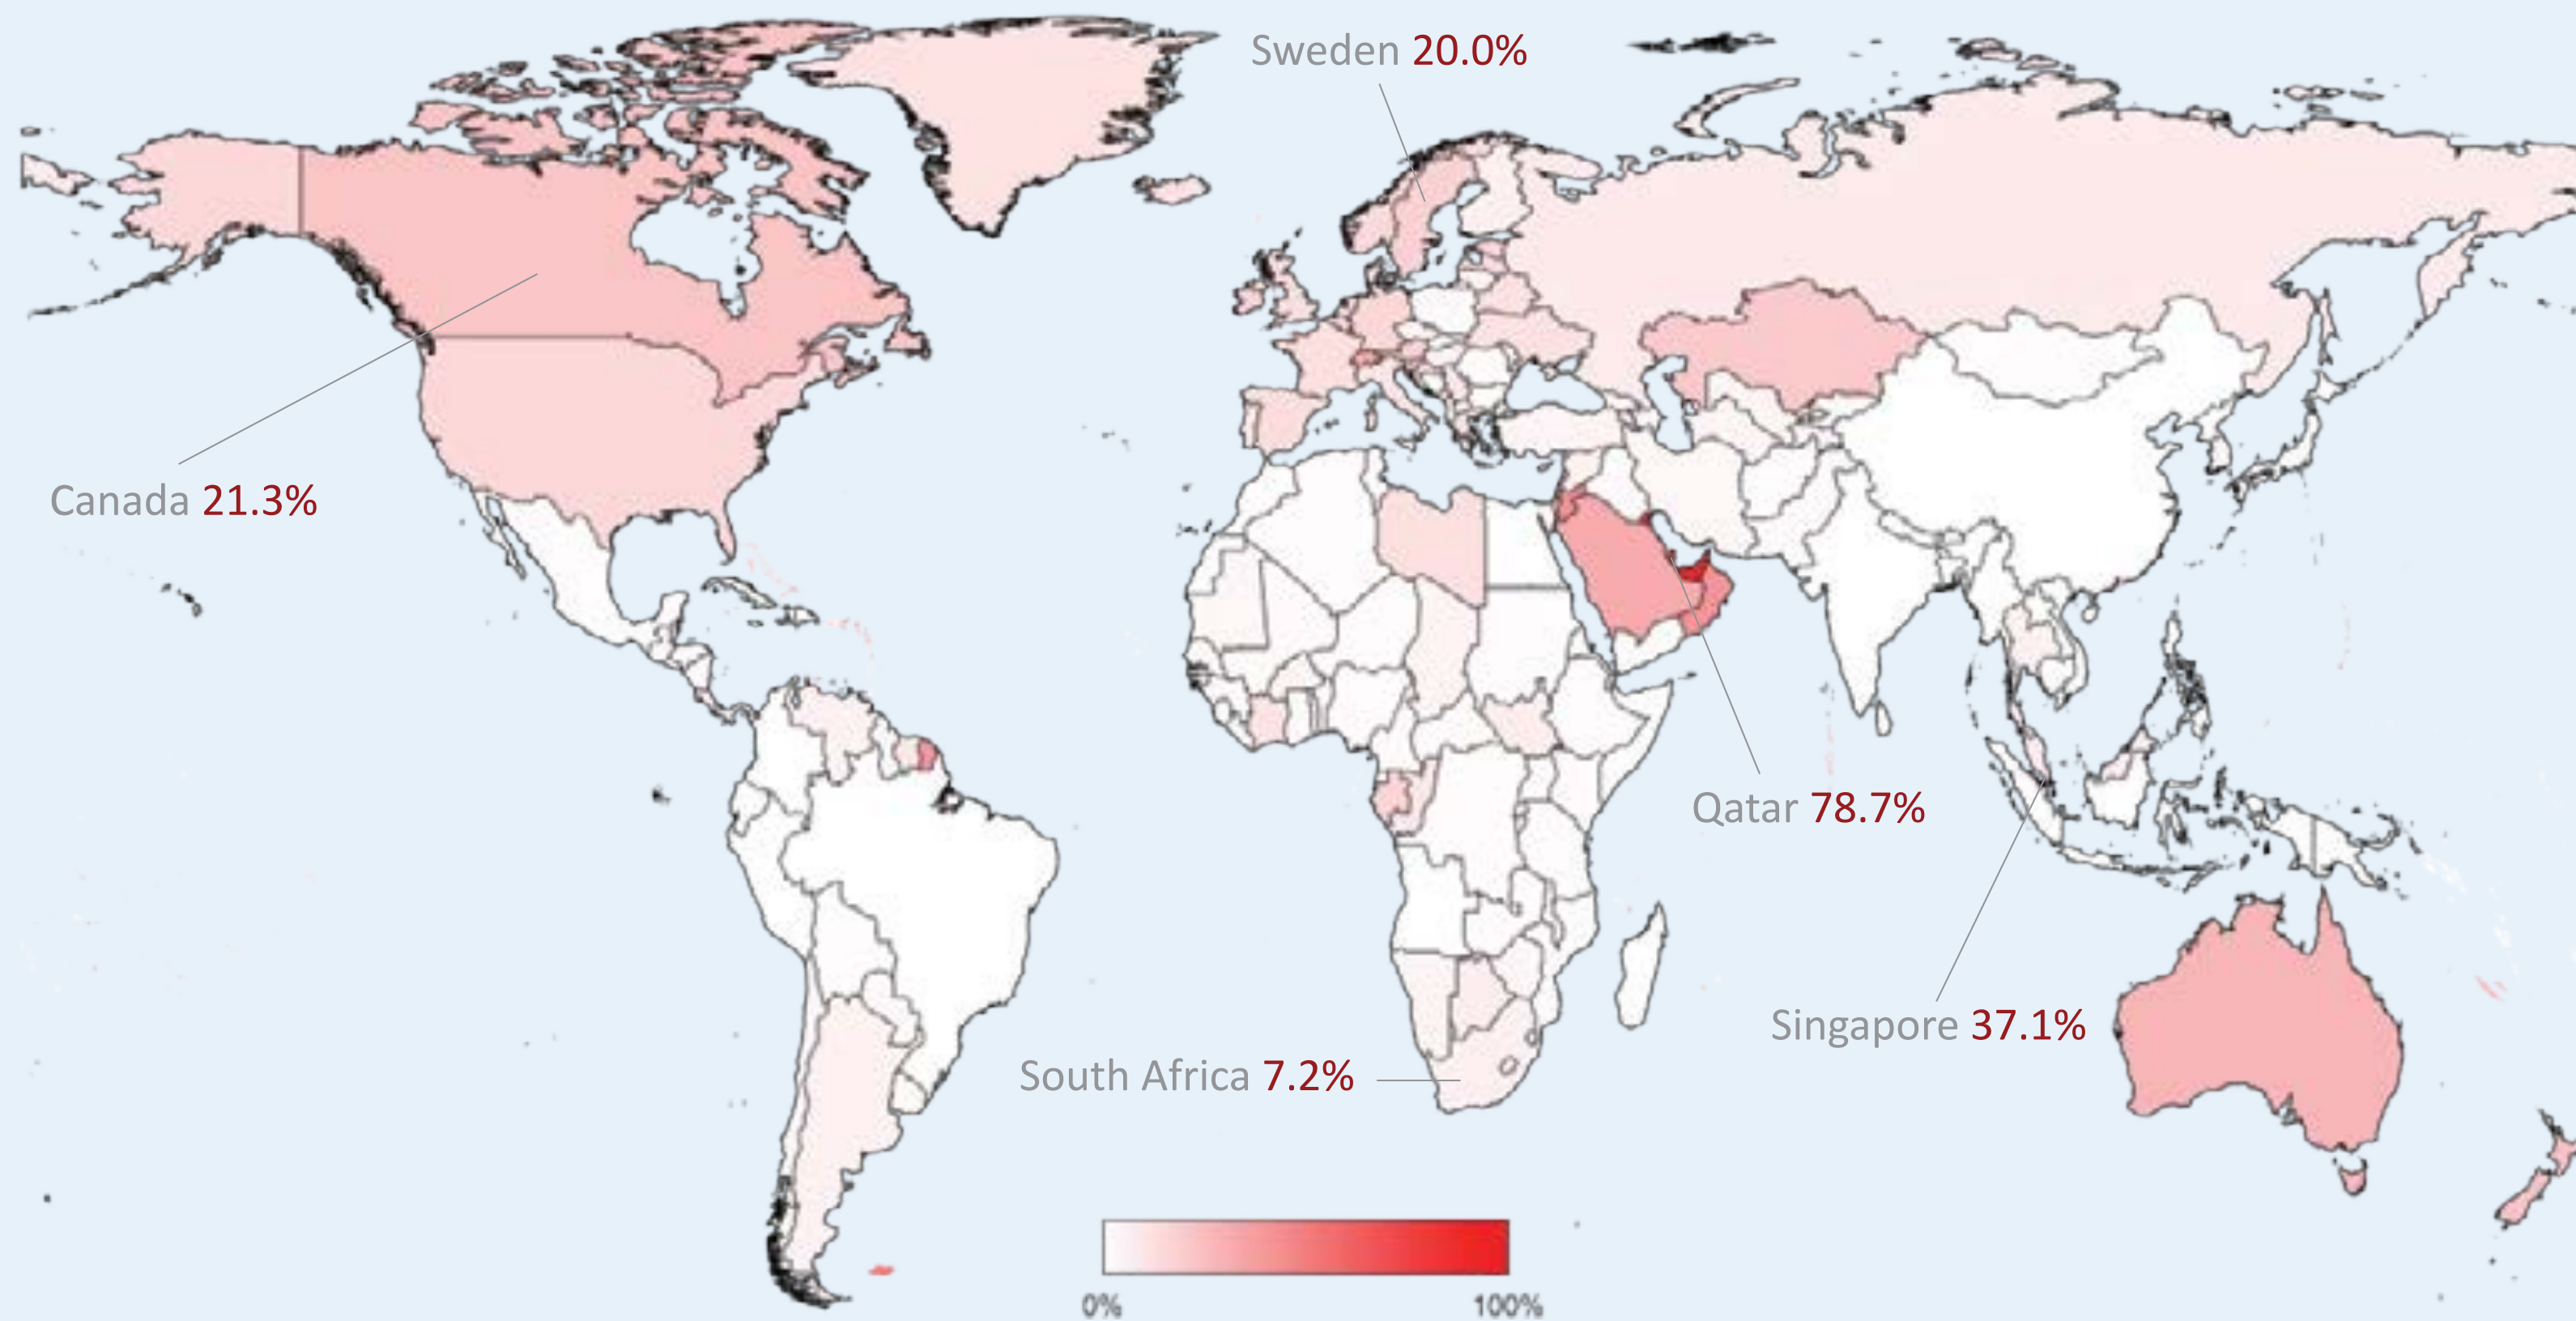 Sweden 20.0%
Canada 21.3%
Qatar 78.7%
Singapore 37.1%
South Africa 7.2%
0% 100%